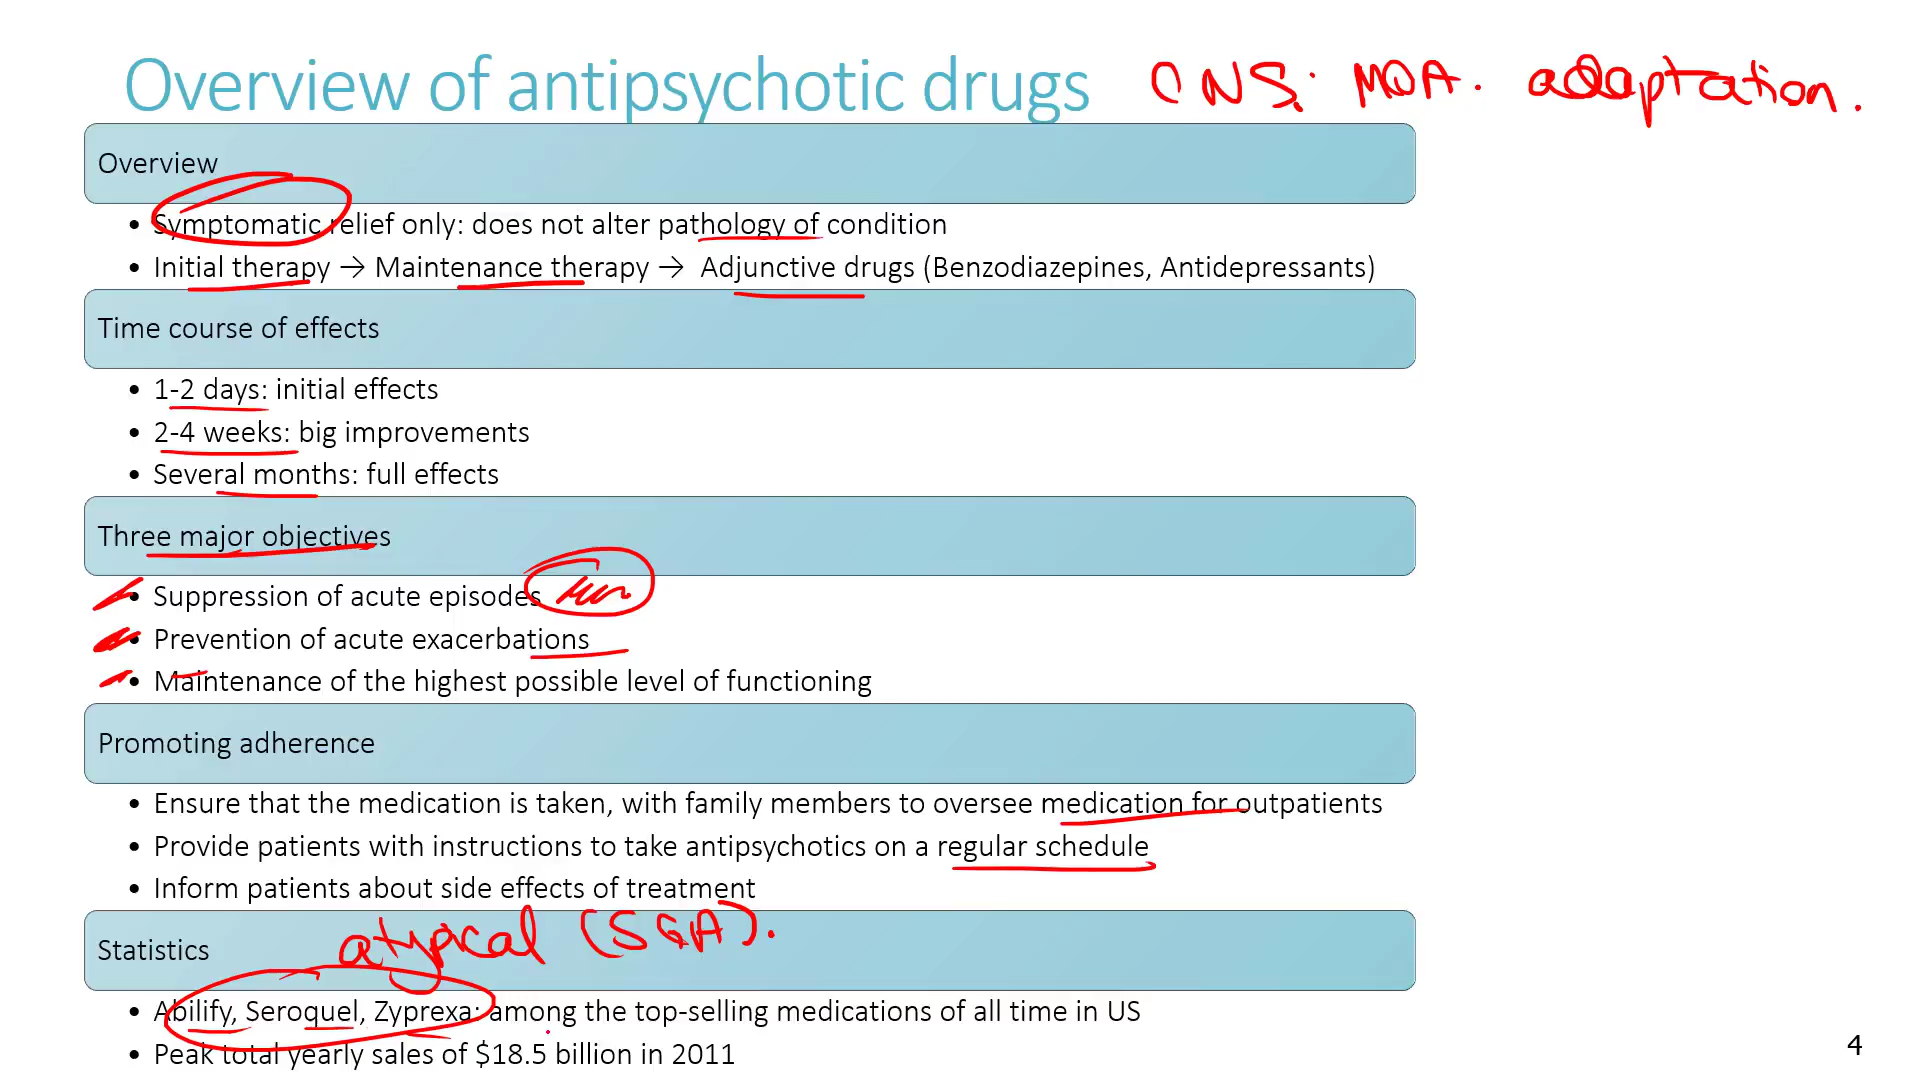 Overview of antipsychotic drugs CNS: MOA. adaptation.
Overview
• Symptomatic relief only: does not alter pathology of condition
• Initial therapy → Maintenance therapy → Adjunctive drugs (Benzodiazepines, Antidepressants)
Time course of effects
• 1-2 days: initial effects
• 2-4 weeks: big improvements
• Several months: full effects
Three major objectives
• Suppression of acute episodes
• Prevention of acute exacerbations
• Maintenance of the highest possible level of functioning
Promoting adherence
• Ensure that the medication is taken, with family members to oversee medication for outpatients
• Provide patients with instructions to take antipsychotics on a regular schedule
• Inform patients about side effects of treatment
atypical (SGA).
Statistics
• Abilify, Seroquel, Zyprexa: among the top-selling medications of all time in US
• Peak total yearly sales of $18.5 billion in 2011
4